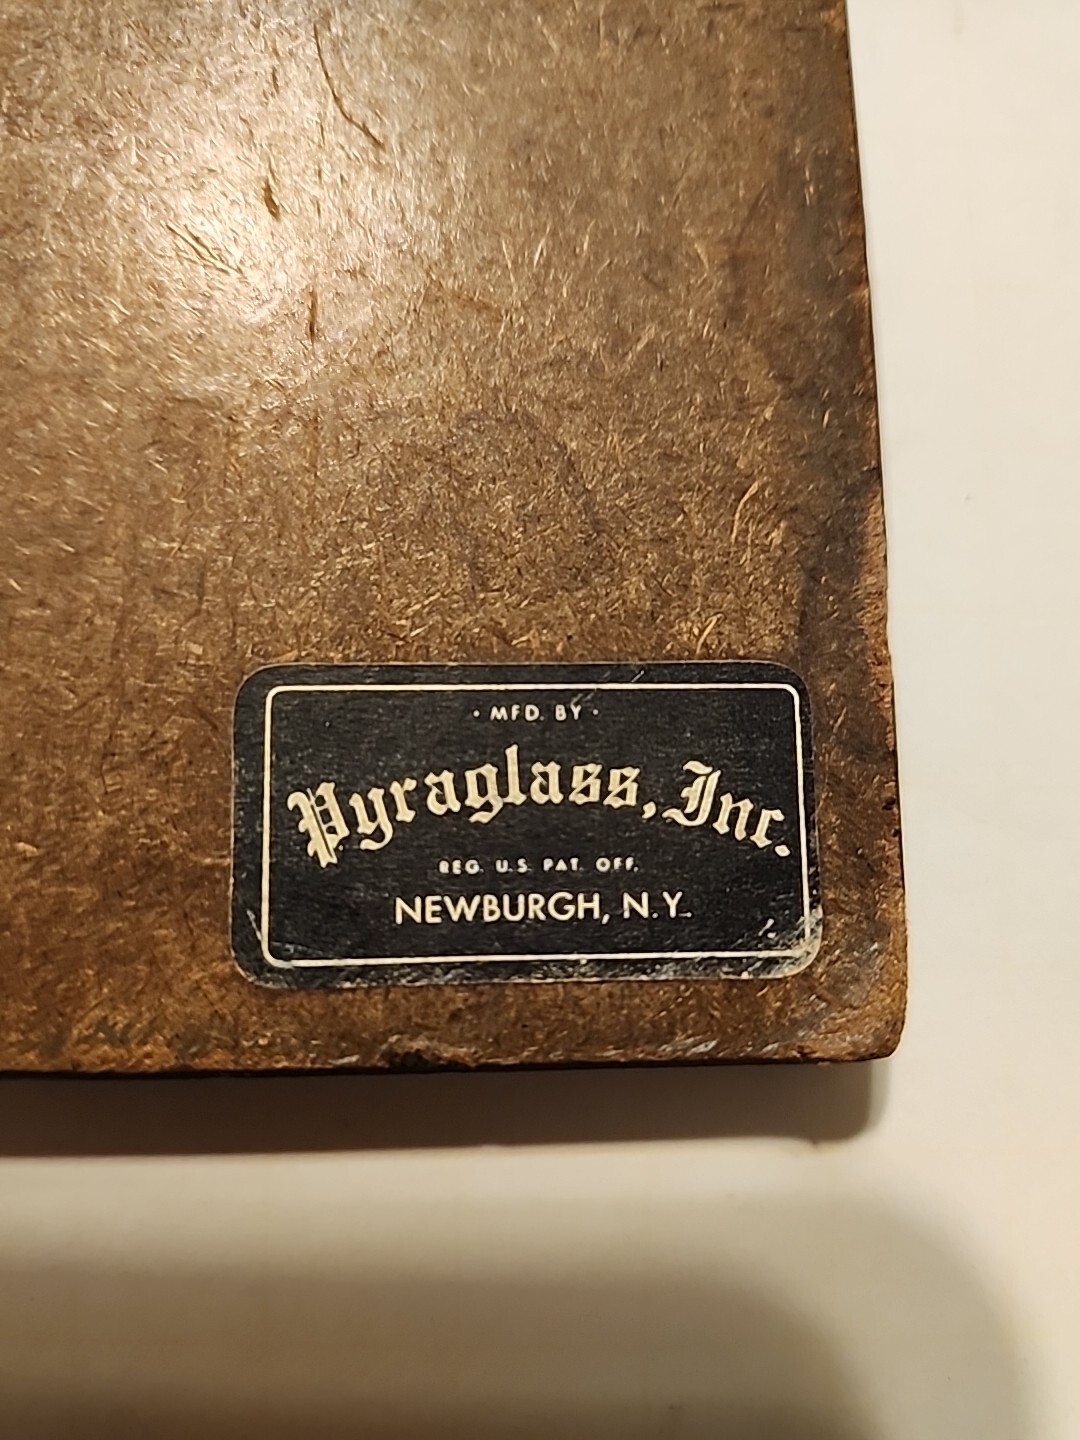 · MFD. BY ·
Pyraglass, Inc.
REG. U.S. PAT. OFF.
NEWBURGH, N.Y.